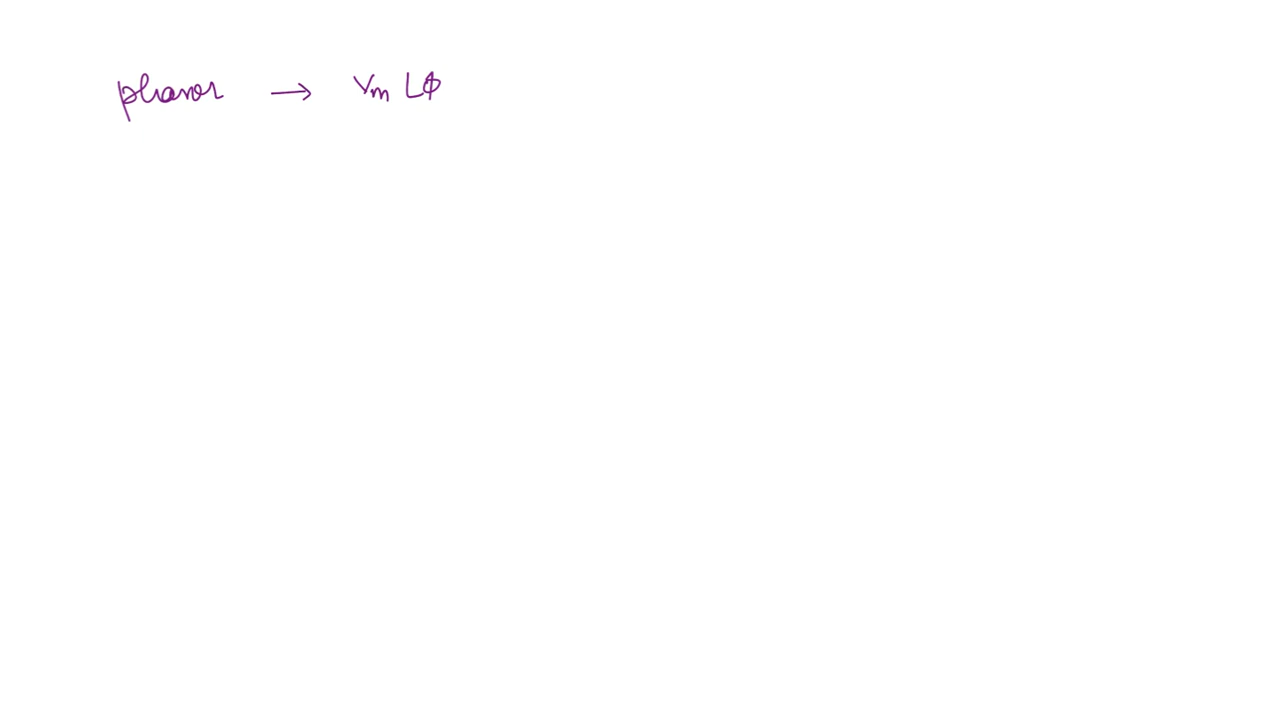 phasor → Vm ∠ϕ